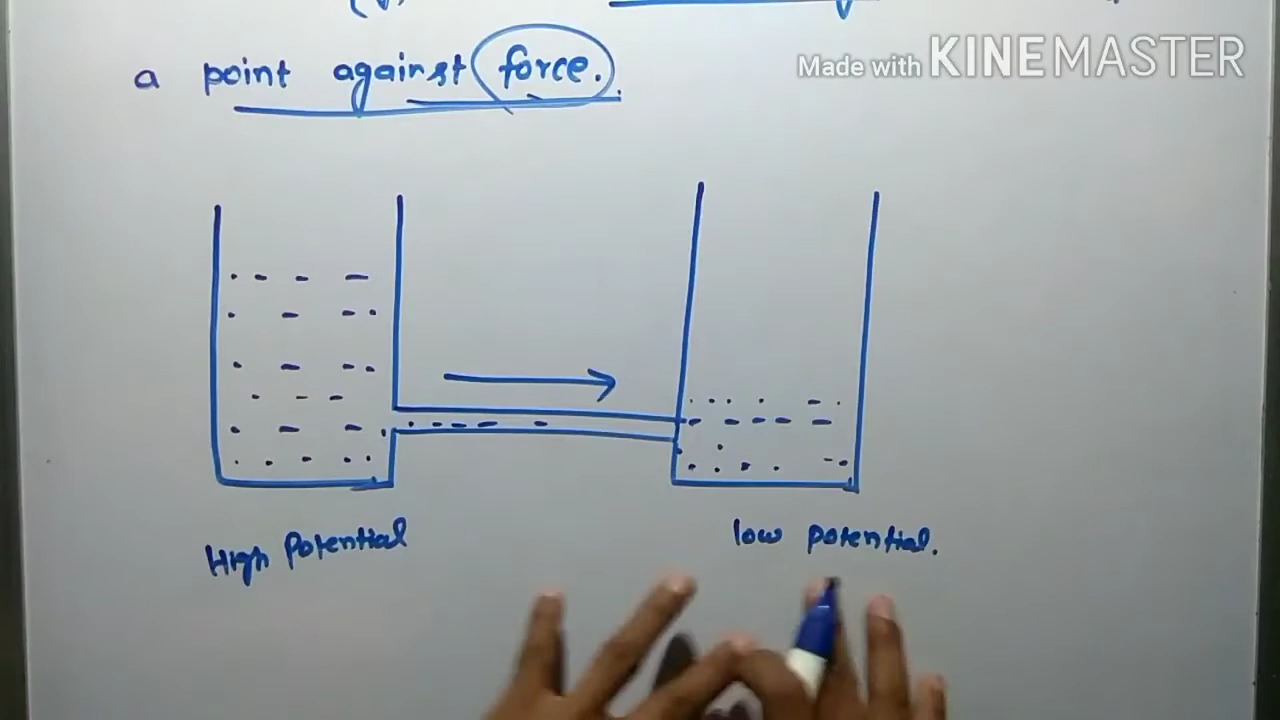 a point against force.
Made with KINEMASTER
High Potential
low potential.